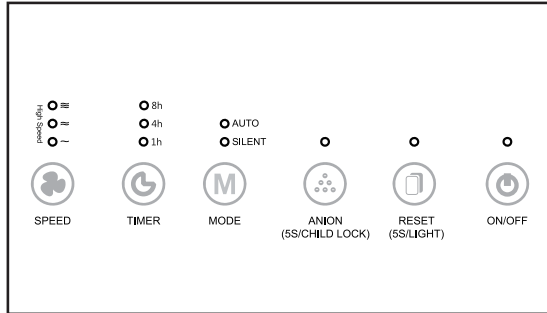 High Speed
8h
4h
1h
AUTO
SILENT
M
SPEED
TIMER
MODE
ANION
(5S/CHILD LOCK)
RESET
(5S/LIGHT)
ON/OFF